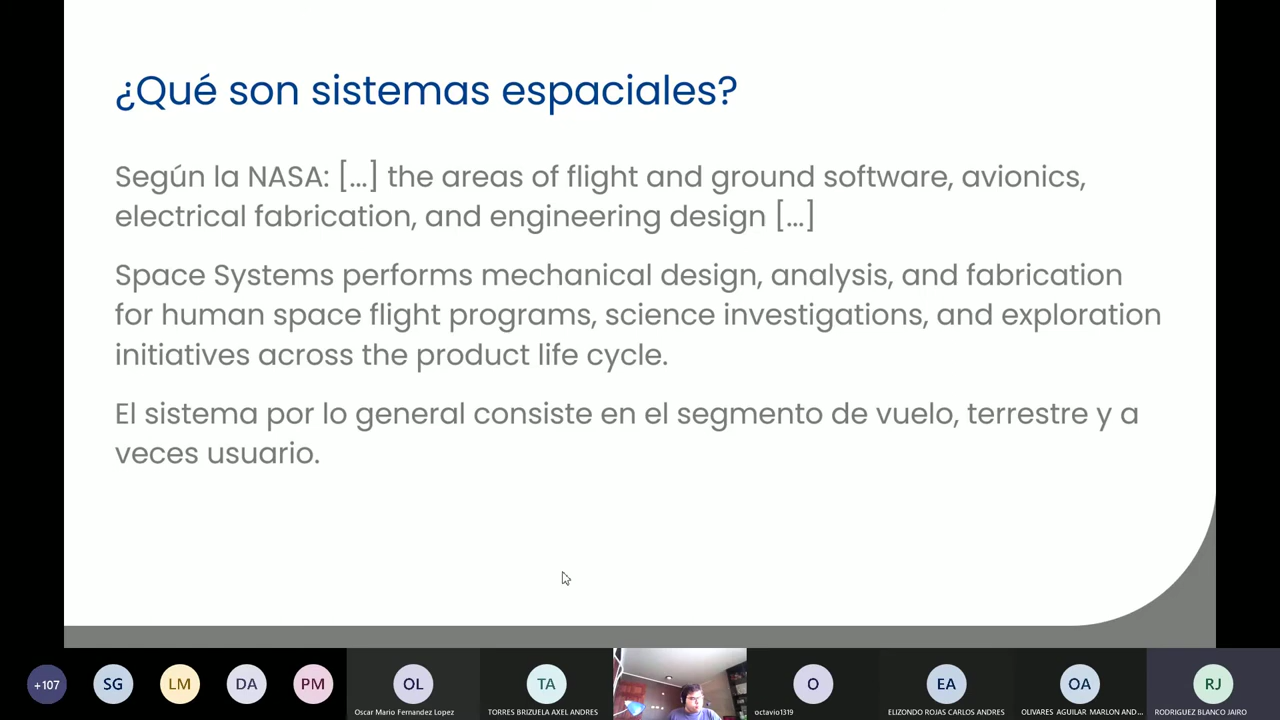 ¿Qué son sistemas espaciales?
Según la NASA: [...] the areas of flight and ground software, avionics,
electrical fabrication, and engineering design [...]
Space Systems performs mechanical design, analysis, and fabrication
for human space flight programs, science investigations, and exploration
initiatives across the product life cycle.
El sistema por lo general consiste en el segmento de vuelo, terrestre y a
veces usuario.
+107
SG
LM
DA
PM
OL
TA
O
EA
OA
RJ
Oscar Mario Fernandez Lopez
TORRES BRIZUELA AXEL ANDRES
octavio1319
ELIZONDO ROJAS CARLOS ANDRES
OLIVARES AGUILAR MARLON AND...
RODRIGUEZ BLANCO JAIRO